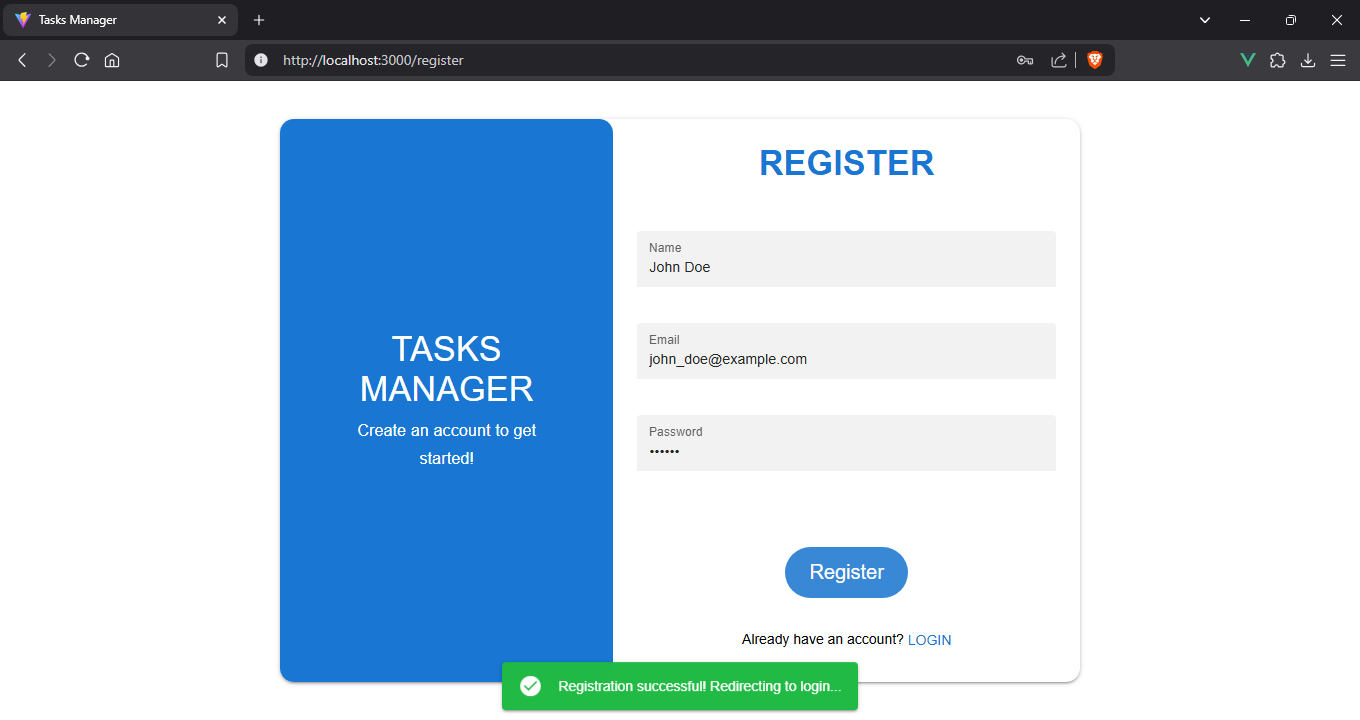 Tasks Manager
http://localhost:3000/register
TASKS
MANAGER
Create an account to get
started!
REGISTER
Name
John Doe
Email
john_doe@example.com
Password
••••••
Register
Already have an account? LOGIN
Registration successful! Redirecting to login...